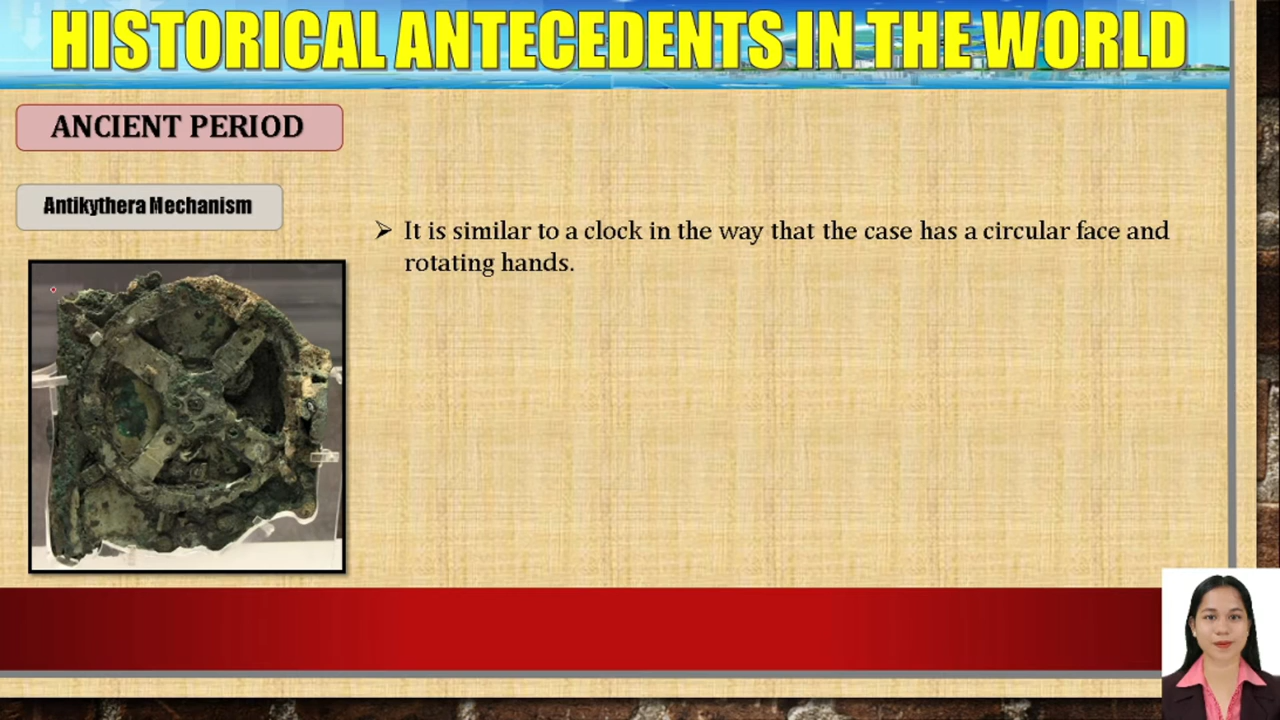 HISTORICAL ANTECEDENTS IN THE WORLD
ANCIENT PERIOD
Antikythera Mechanism
➢ It is similar to a clock in the way that the case has a circular face and
rotating hands.